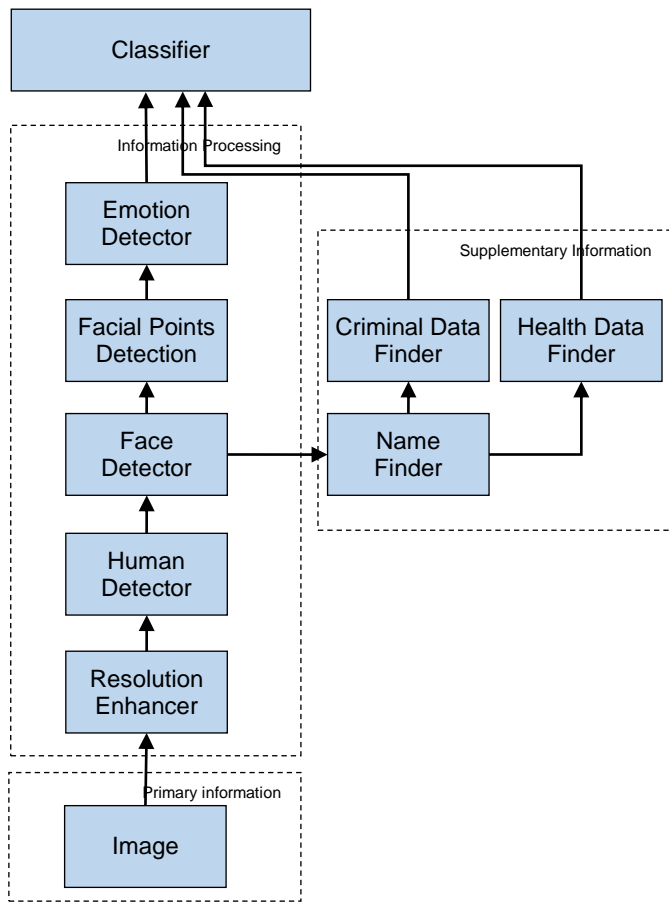 Classifier
Information Processing
Emotion
Detector
Supplementary Information
Facial Points
Detection
Criminal Data
Finder
Health Data
Finder
Face
Detector
Name
Finder
Human
Detector
Resolution
Enhancer
Primary information
Image